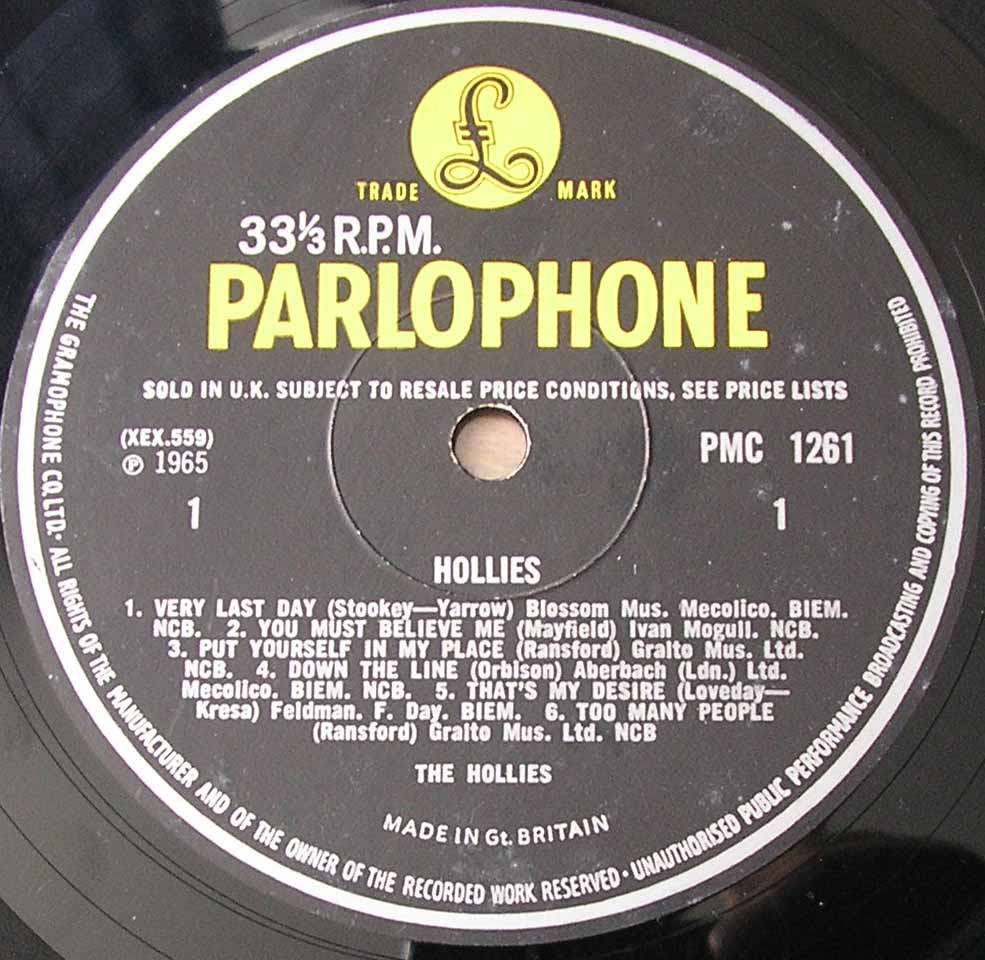 £
TRADE MARK
33⅓ R.P.M.
PARLOPHONE
SOLD IN U.K. SUBJECT TO RESALE PRICE CONDITIONS, SEE PRICE LISTS
(XEX.559)
℗ 1965
PMC 1261
1 1
HOLLIES
1. VERY LAST DAY (Stookey—Yarrow) Blossom Mus. Mecolico. BIEM.
NCB. 2. YOU MUST BELIEVE ME (Mayfield) Ivan Mogull. NCB.
3. PUT YOURSELF IN MY PLACE (Ransford) Gralto Mus. Ltd.
NCB. 4. DOWN THE LINE (Orbison) Aberbach (Ldn.) Ltd.
Mecolico. BIEM. NCB. 5. THAT'S MY DESIRE (Loveday—
Kresa) Feldman. F. Day. BIEM. 6. TOO MANY PEOPLE
(Ransford) Gralto Mus. Ltd. NCB
THE HOLLIES
MADE IN Gt. BRITAIN
THE GRAMOPHONE CO. LTD. · ALL RIGHTS OF THE MANUFACTURER AND OF THE OWNER OF THE RECORDED WORK RESERVED · UNAUTHORISED PUBLIC PERFORMANCE BROADCASTING AND COPYING OF THIS RECORD PROHIBITED